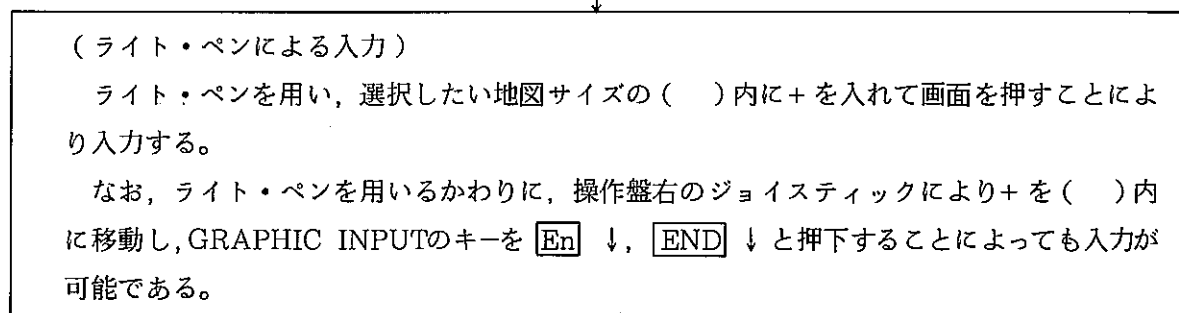 (ライト・ペンによる入力)
ライト・ペンを用い,選択したい地図サイズの(　)内に+を入れて画面を押すことによ
り入力する。
なお,ライト・ペンを用いるかわりに,操作盤右のジョイスティックにより+を(　)内
に移動し,GRAPHIC INPUTのキーを En ↓, END ↓ と押下することによっても入力が
可能である。